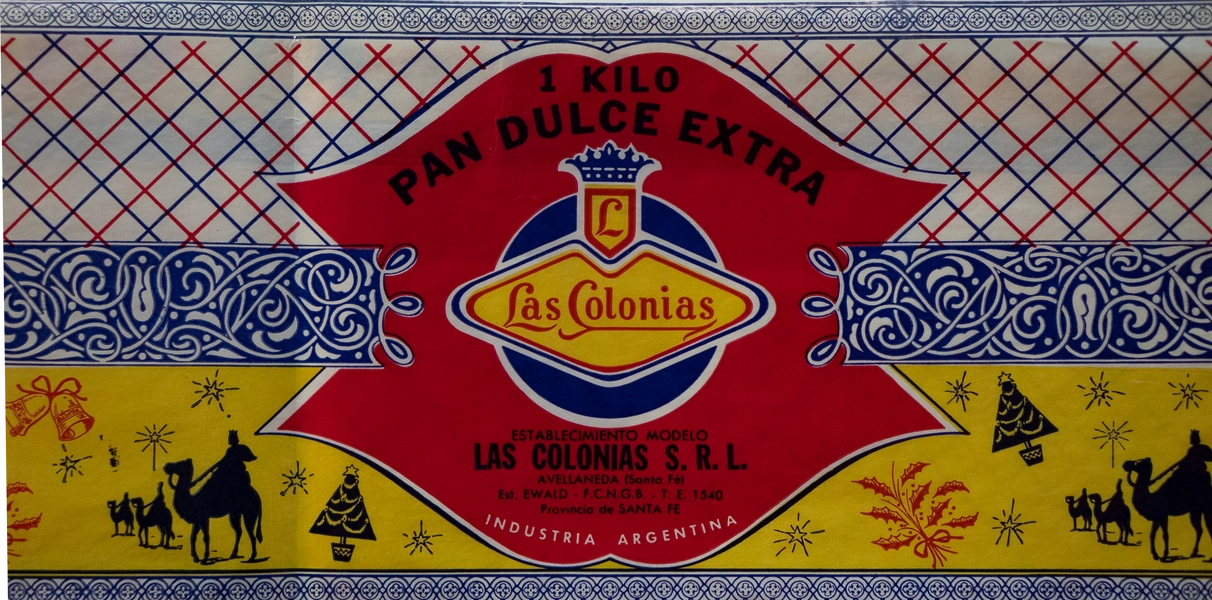 1 KILO
PAN DULCE EXTRA
L
Las Colonias
ESTABLECIMIENTO MODELO
LAS COLONIAS S. R. L.
AVELLANEDA (Santa Fé)
Est. EWALD - F.C.N.G.B. - T. E. 1540
Provincia de SANTA FE
INDUSTRIA ARGENTINA